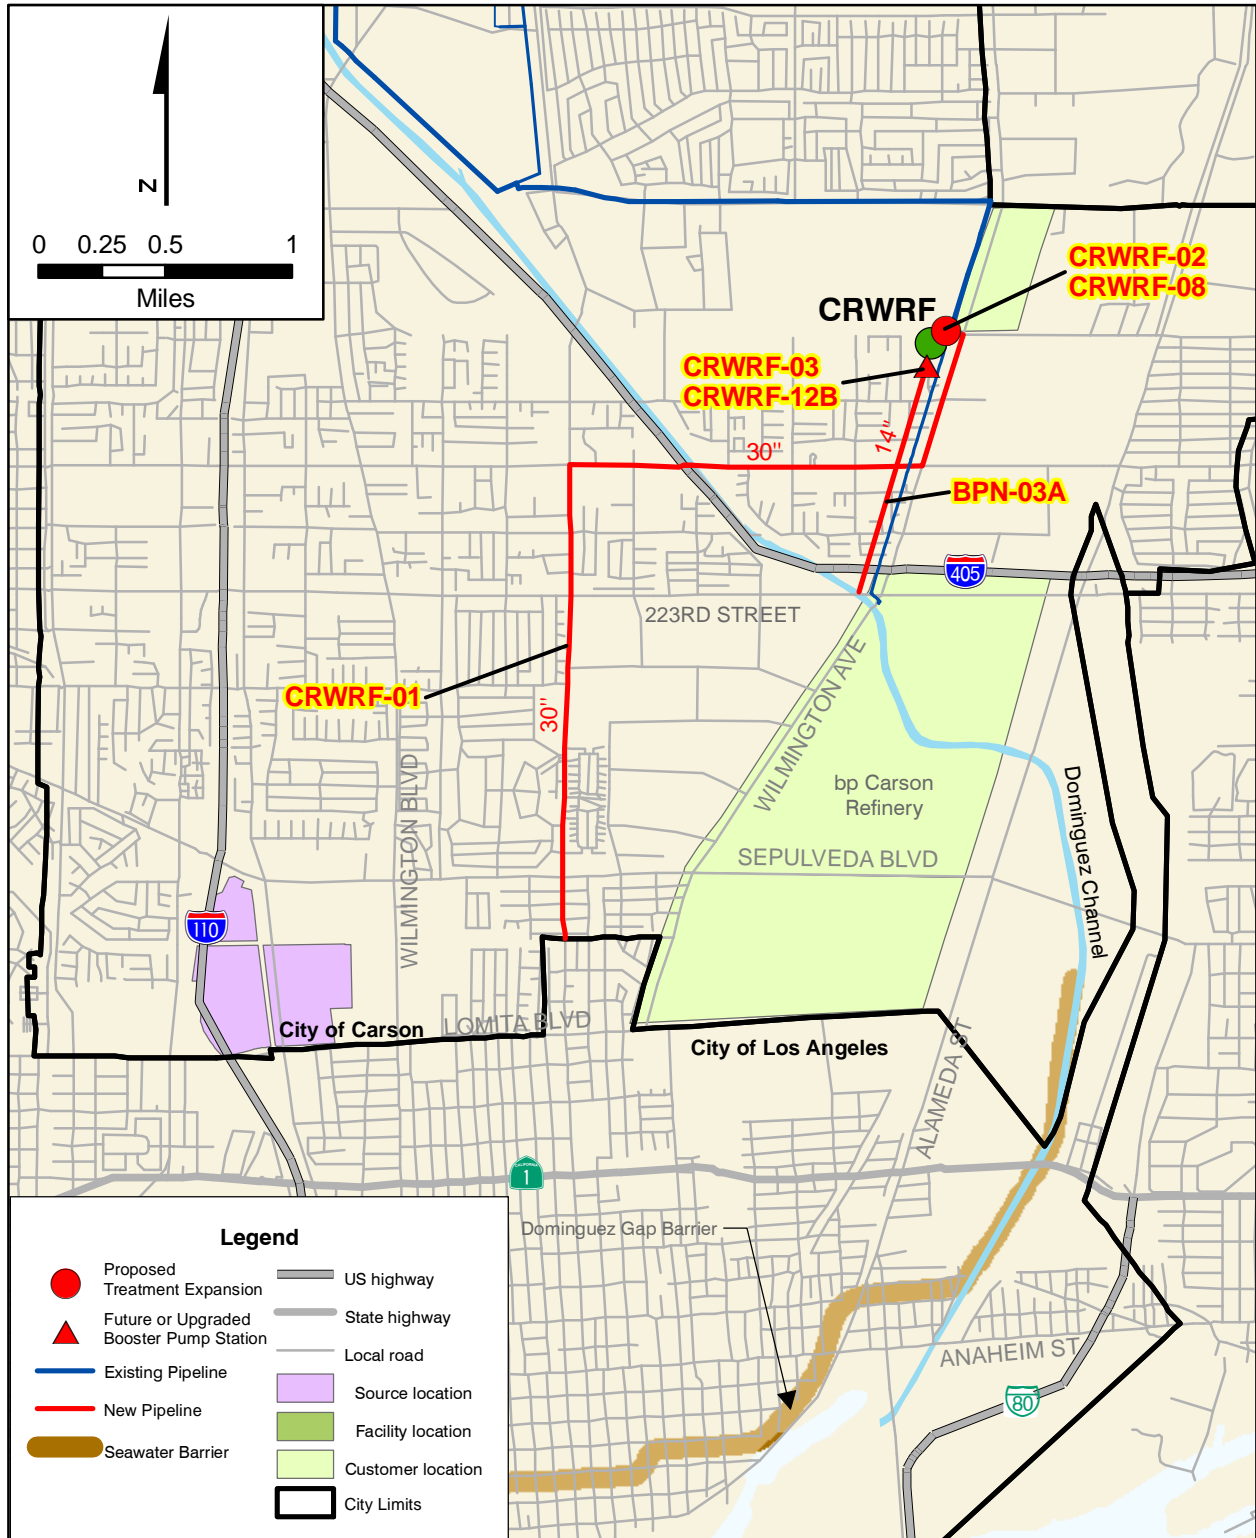 N
0 0.25 0.5 1
Miles
CRWRF-02
CRWRF-08
CRWRF
CRWRF-03
CRWRF-12B
14"
30"
BPN-03A
405
223RD STREET
CRWRF-01
30"
WILMINGTON AVE
WILMINGTON BLVD
bp Carson
Refinery
Dominguez Channel
SEPULVEDA BLVD
110
City of Carson
LOMITA BLVD
City of Los Angeles
ALAMEDA ST
CALIFORNIA
1
Dominguez Gap Barrier
ANAHEIM ST
80
Legend
Proposed
Treatment Expansion
Future or Upgraded
Booster Pump Station
Existing Pipeline
New Pipeline
Seawater Barrier
US highway
State highway
Local road
Source location
Facility location
Customer location
City Limits